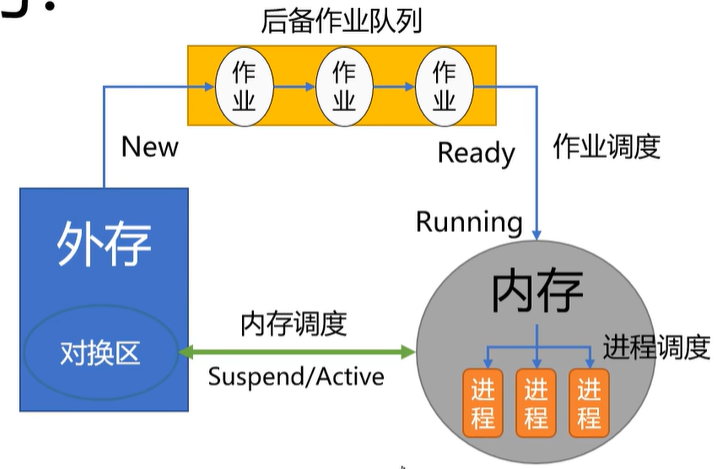 后备作业队列
作业
作业
作业
New
Ready
作业调度
Running
外存
内存
对换区
内存调度
Suspend/Active
进程调度
进程
进程
进程